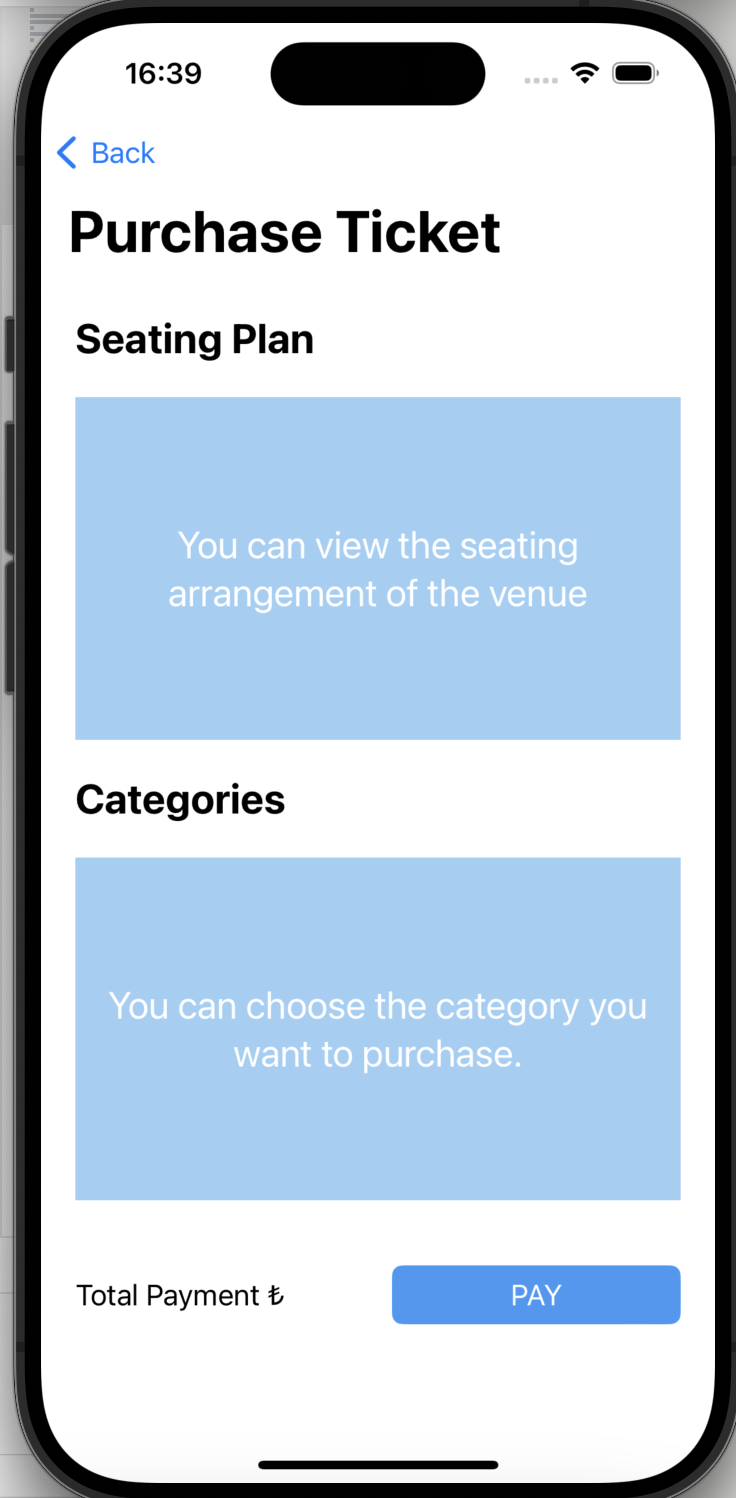 16:39
Back
Purchase Ticket
Seating Plan
You can view the seating
arrangement of the venue
Categories
You can choose the category you
want to purchase.
Total Payment ₺
PAY